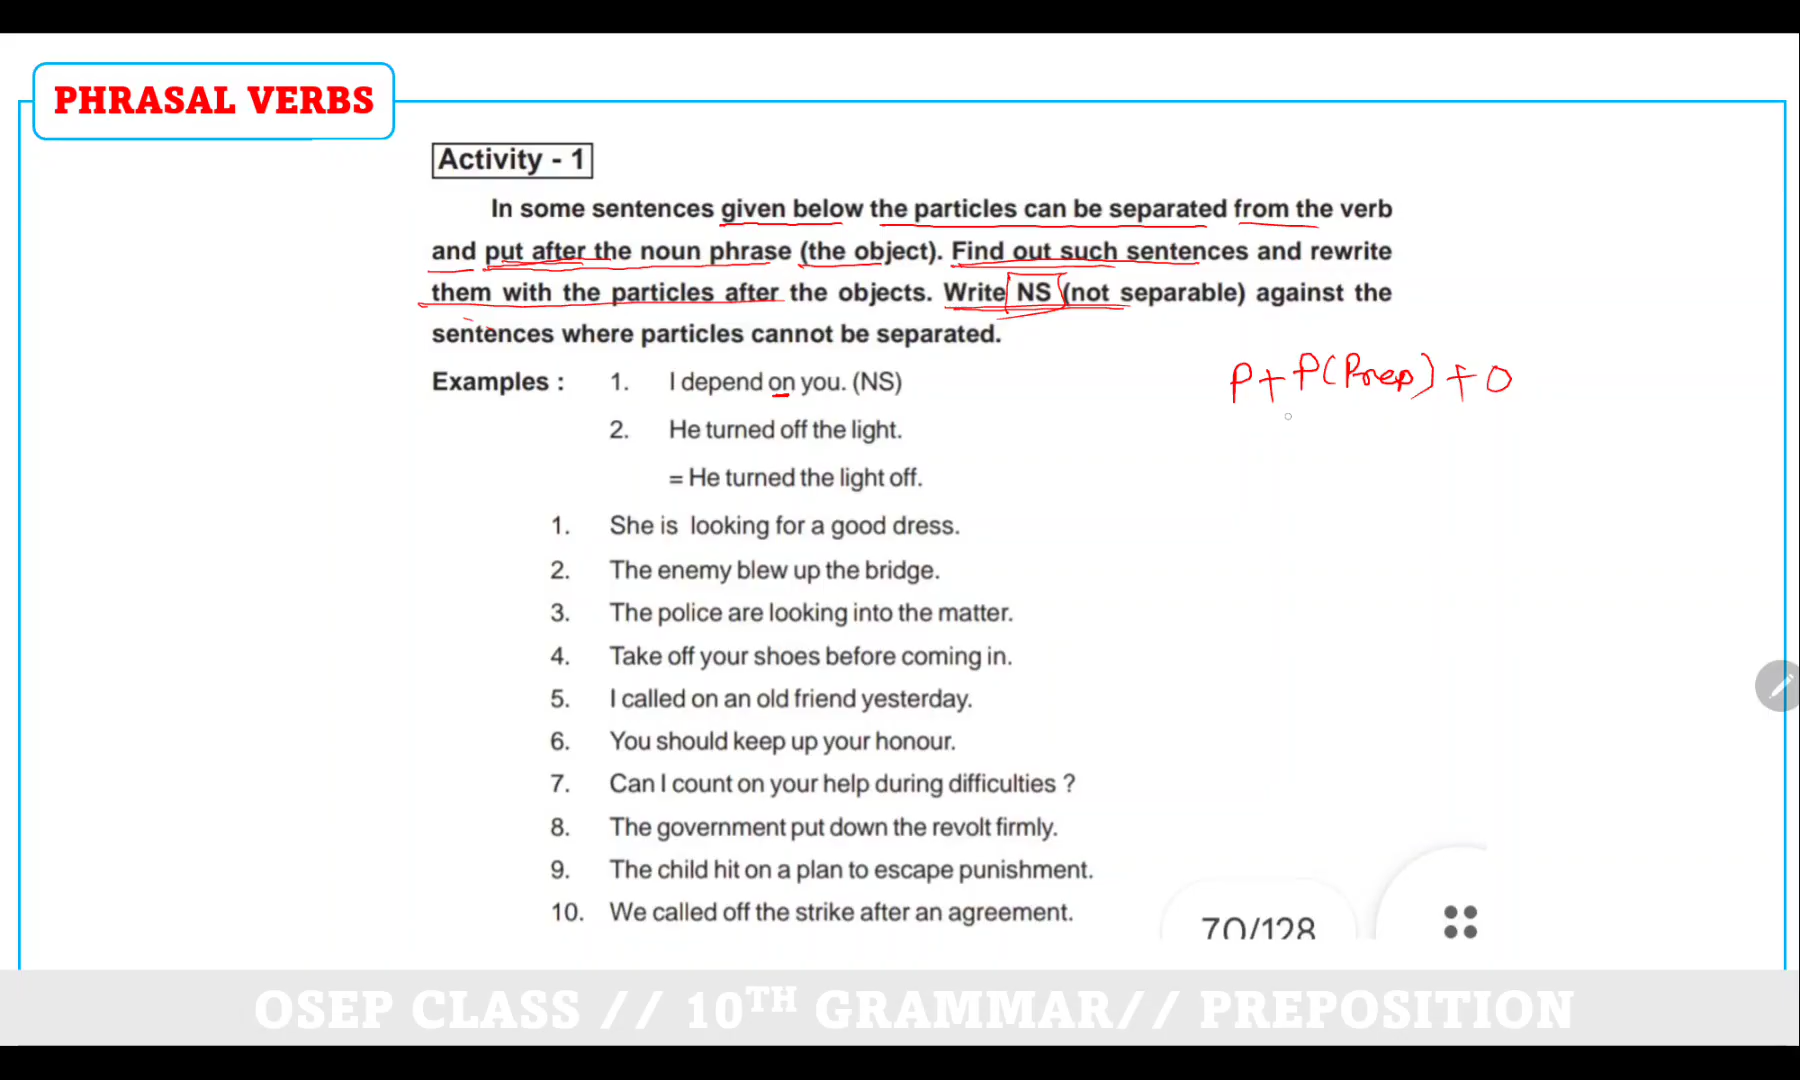 PHRASAL VERBS
Activity - 1
In some sentences given below the particles can be separated from the verb
and put after the noun phrase (the object). Find out such sentences and rewrite
them with the particles after the objects. Write NS (not separable) against the
sentences where particles cannot be separated.
P+P(Prep)+O
Examples : 1. I depend on you. (NS)
2. He turned off the light.
= He turned the light off.
1. She is looking for a good dress.
2. The enemy blew up the bridge.
3. The police are looking into the matter.
4. Take off your shoes before coming in.
5. I called on an old friend yesterday.
6. You should keep up your honour.
7. Can I count on your help during difficulties ?
8. The government put down the revolt firmly.
9. The child hit on a plan to escape punishment.
10. We called off the strike after an agreement.
70/128
OSEP CLASS // 10TH GRAMMAR// PREPOSITION